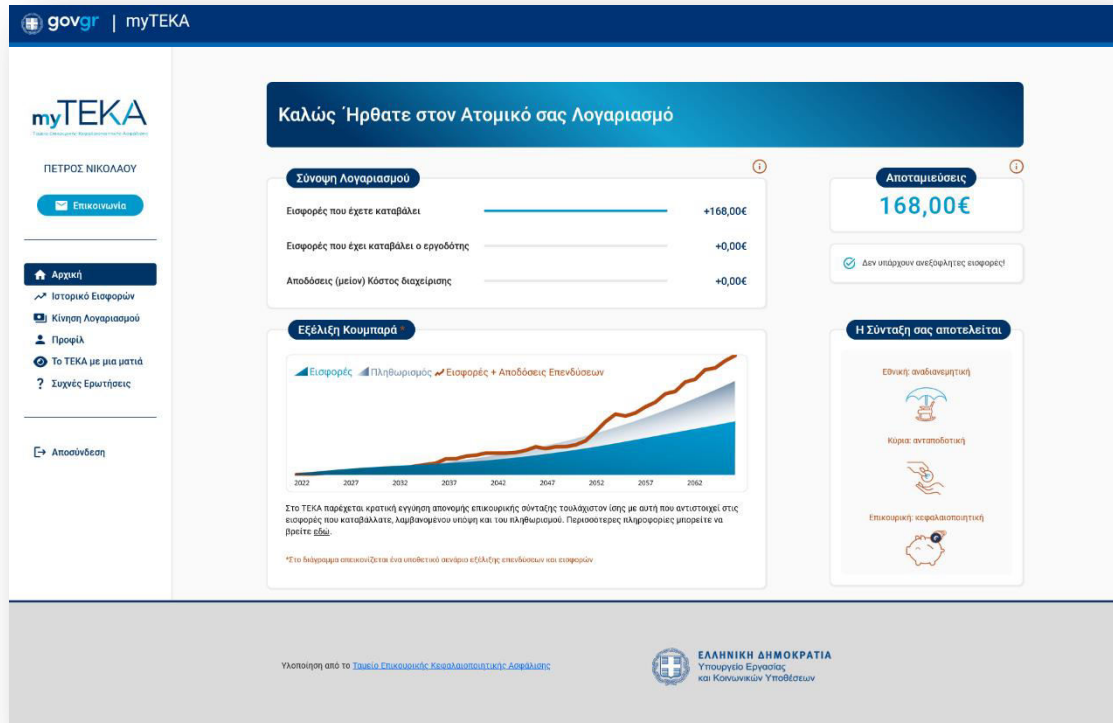 govgr | myTEKA
myTEKA
ΠΕΤΡΟΣ ΝΙΚΟΛΑΟΥ
Επικοινωνία
Αρχική
Ιστορικό Εισφορών
Κίνηση Λογαριασμού
Προφίλ
Το ΤΕΚΑ με μια ματιά
? Συχνές Ερωτήσεις
Αποσύνδεση
Καλώς Ήρθατε στον Ατομικό σας Λογαριασμό
Σύνοψη Λογαριασμού
Εισφορές που έχετε καταβάλει +168,00€
Εισφορές που έχει καταβάλει ο εργοδότης +0,00€
Αποδόσεις (μείον) Κόστος διαχείρισης +0,00€
Αποταμιεύσεις
168,00€
Δεν υπάρχουν ανεξόφλητες εισφορές!
Εξέλιξη Κουμπαρά *
Εισφορές Πληθωρισμός Εισφορές + Αποδόσεις Επενδύσεων
2022 2027 2032 2037 2042 2047 2052 2057 2062
Στο ΤΕΚΑ παρέχεται κρατική εγγύηση απονομής επικουρικής σύνταξης τουλάχιστον ίσης με αυτή που αντιστοιχεί στις
εισφορές που καταβάλλατε, λαμβανομένου υπόψη και του πληθωρισμού. Περισσότερες πληροφορίες μπορείτε να
βρείτε εδώ.
*Στο διάγραμμα απεικονίζεται ένα υποθετικό σενάριο εξέλιξης επενδύσεων και εισφορών
Η Σύνταξη σας αποτελείται
Εθνική: αναδιανεμητική
Κύρια: ανταποδοτική
Επικουρική: κεφαλαιοποιητική
Υλοποίηση από το Ταμείο Επικουρικής Κεφαλαιοποιητικής Ασφάλισης
ΕΛΛΗΝΙΚΗ ΔΗΜΟΚΡΑΤΙΑ
Υπουργείο Εργασίας
και Κοινωνικών Υποθέσεων